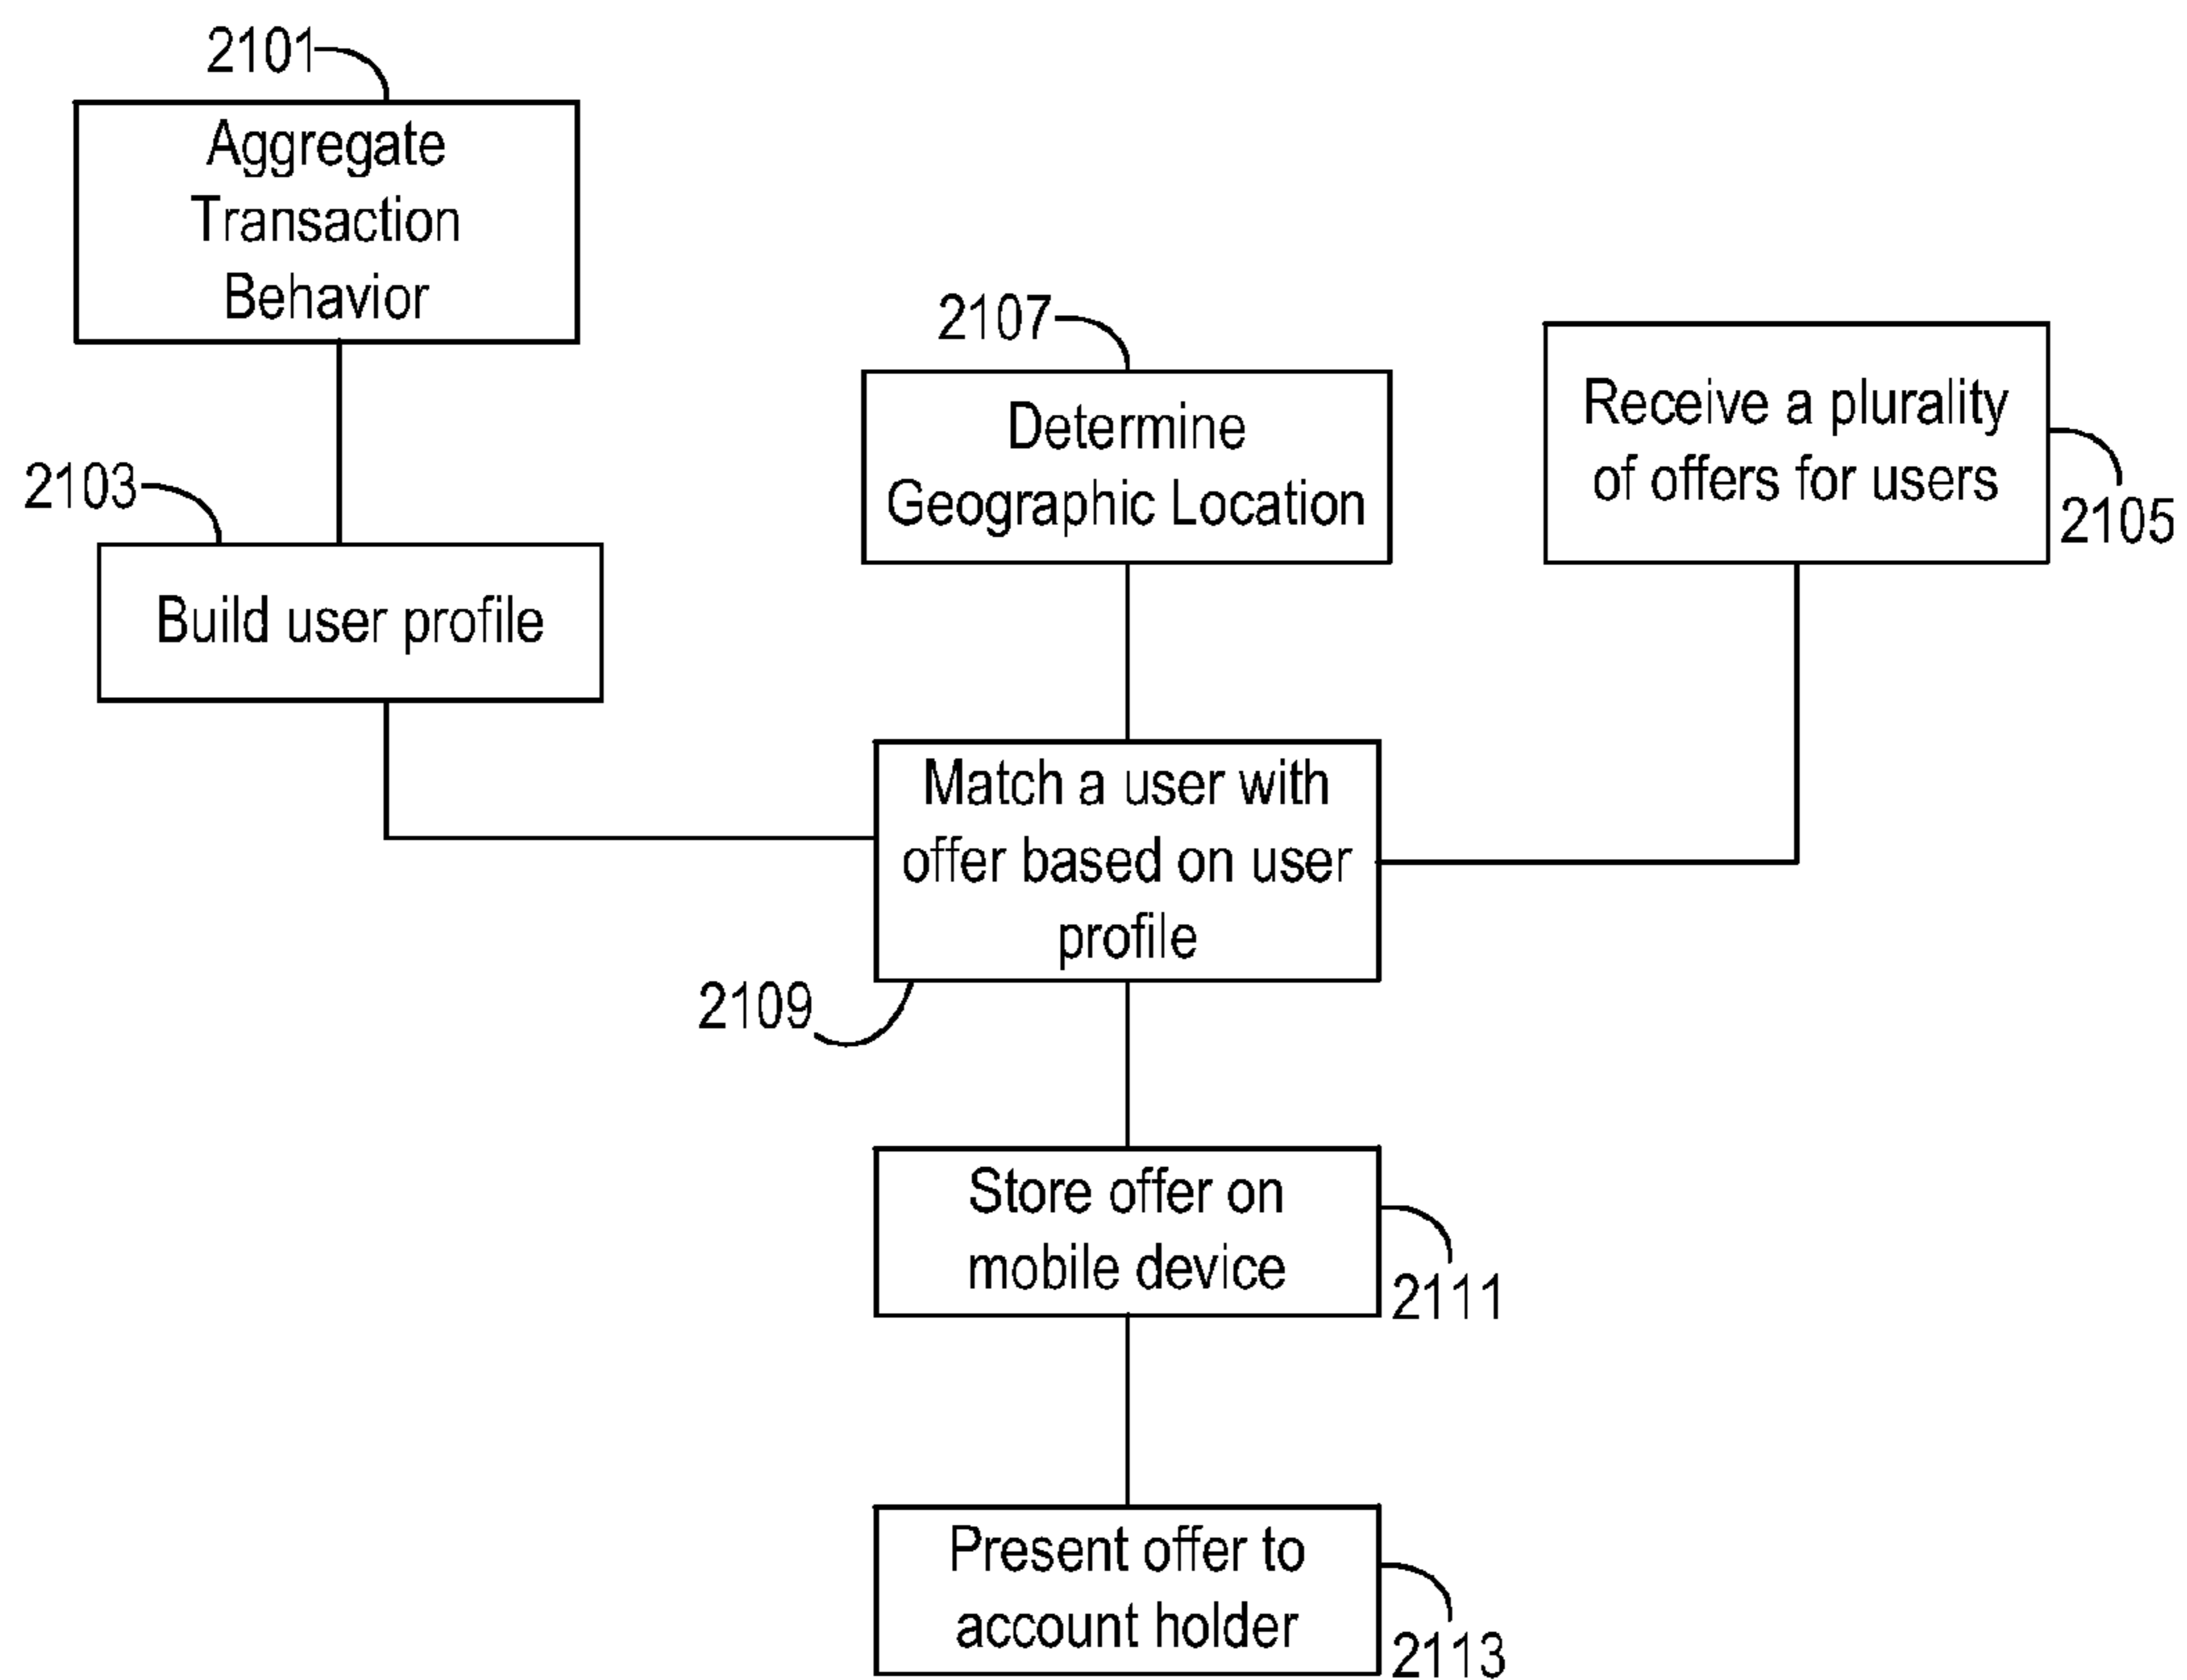 2101
Aggregate
Transaction
Behavior
2103
Build user profile
2107
Determine
Geographic Location
Receive a plurality
of offers for users
2105
Match a user with
offer based on user
profile
2109
Store offer on
mobile device
2111
Present offer to
account holder
2113